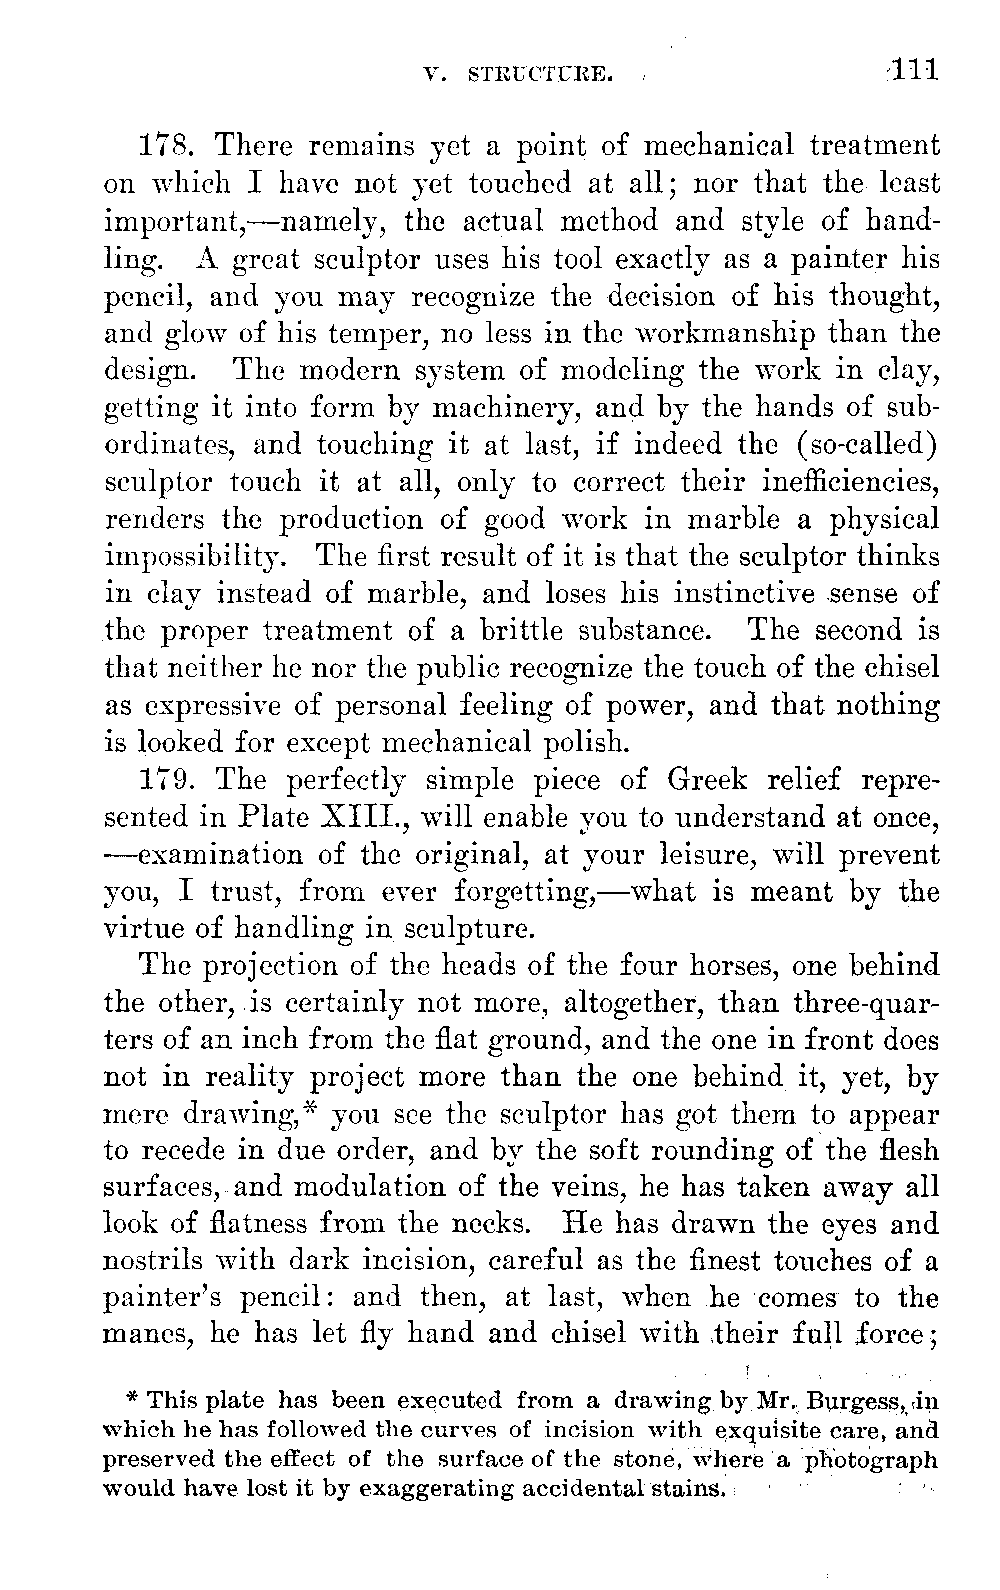 V. STRUCTURE. 111
178. There remains yet a point of mechanical treatment
on which I have not yet touched at all; nor that the least
important,—namely, the actual method and style of hand-
ling. A great sculptor uses his tool exactly as a painter his
pencil, and you may recognize the decision of his thought,
and glow of his temper, no less in the workmanship than the
design. The modern system of modeling the work in clay,
getting it into form by machinery, and by the hands of sub-
ordinates, and touching it at last, if indeed the (so-called)
sculptor touch it at all, only to correct their inefficiencies,
renders the production of good work in marble a physical
impossibility. The first result of it is that the sculptor thinks
in clay instead of marble, and loses his instinctive sense of
the proper treatment of a brittle substance. The second is
that neither he nor the public recognize the touch of the chisel
as expressive of personal feeling of power, and that nothing
is looked for except mechanical polish.
179. The perfectly simple piece of Greek relief repre-
sented in Plate XIII., will enable you to understand at once,
—examination of the original, at your leisure, will prevent
you, I trust, from ever forgetting,—what is meant by the
virtue of handling in sculpture.
The projection of the heads of the four horses, one behind
the other, is certainly not more, altogether, than three-quar-
ters of an inch from the flat ground, and the one in front does
not in reality project more than the one behind it, yet, by
mere drawing,* you see the sculptor has got them to appear
to recede in due order, and by the soft rounding of the flesh
surfaces, and modulation of the veins, he has taken away all
look of flatness from the necks. He has drawn the eyes and
nostrils with dark incision, careful as the finest touches of a
painter's pencil: and then, at last, when he comes to the
manes, he has let fly hand and chisel with their full force;
* This plate has been executed from a drawing by Mr. Burgess, in
which he has followed the curves of incision with exquisite care, and
preserved the effect of the surface of the stone, where a photograph
would have lost it by exaggerating accidental stains.